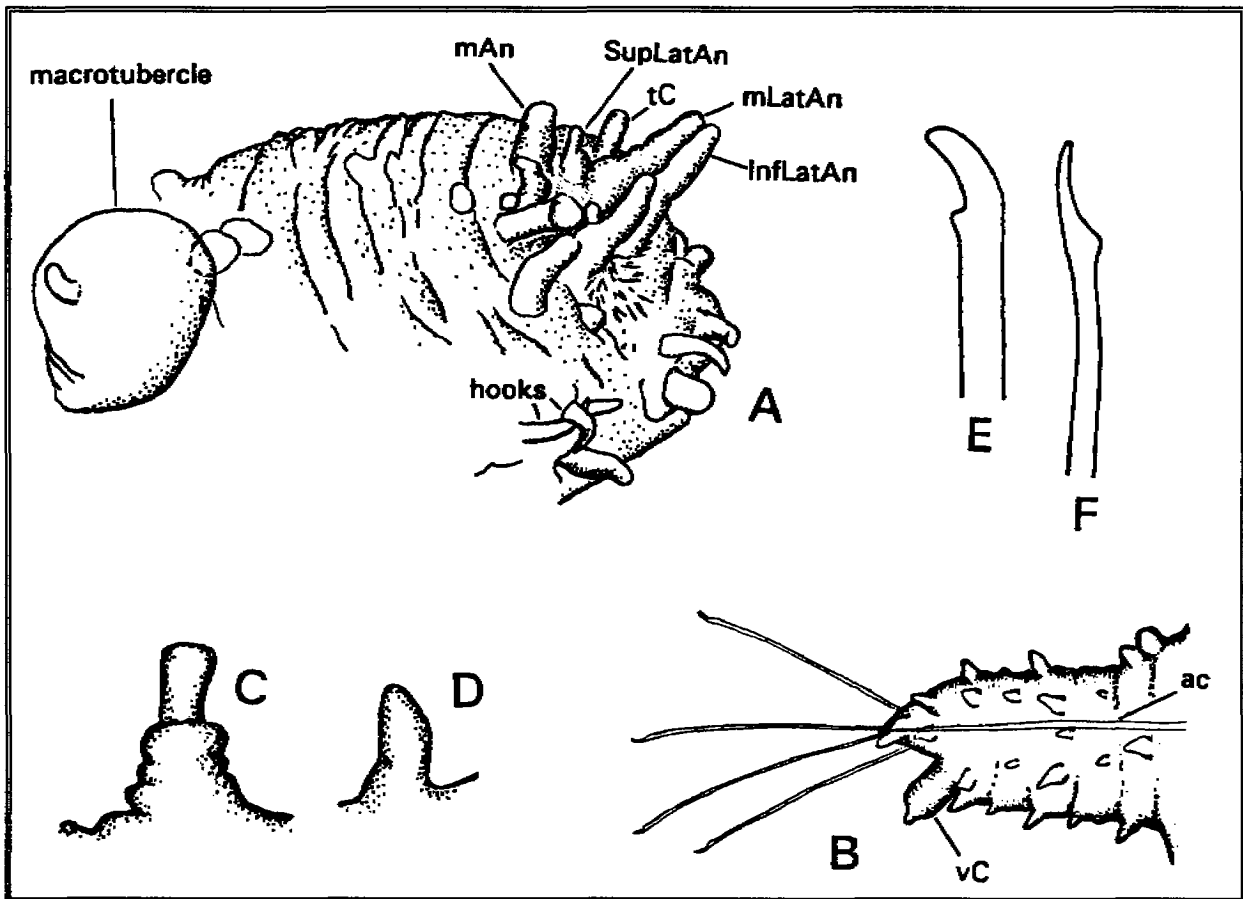 mAn
SupLatAn
macrotubercle
tC
mLatAn
InfLatAn
hooks
A
E
F
C
D
ac
B
vC